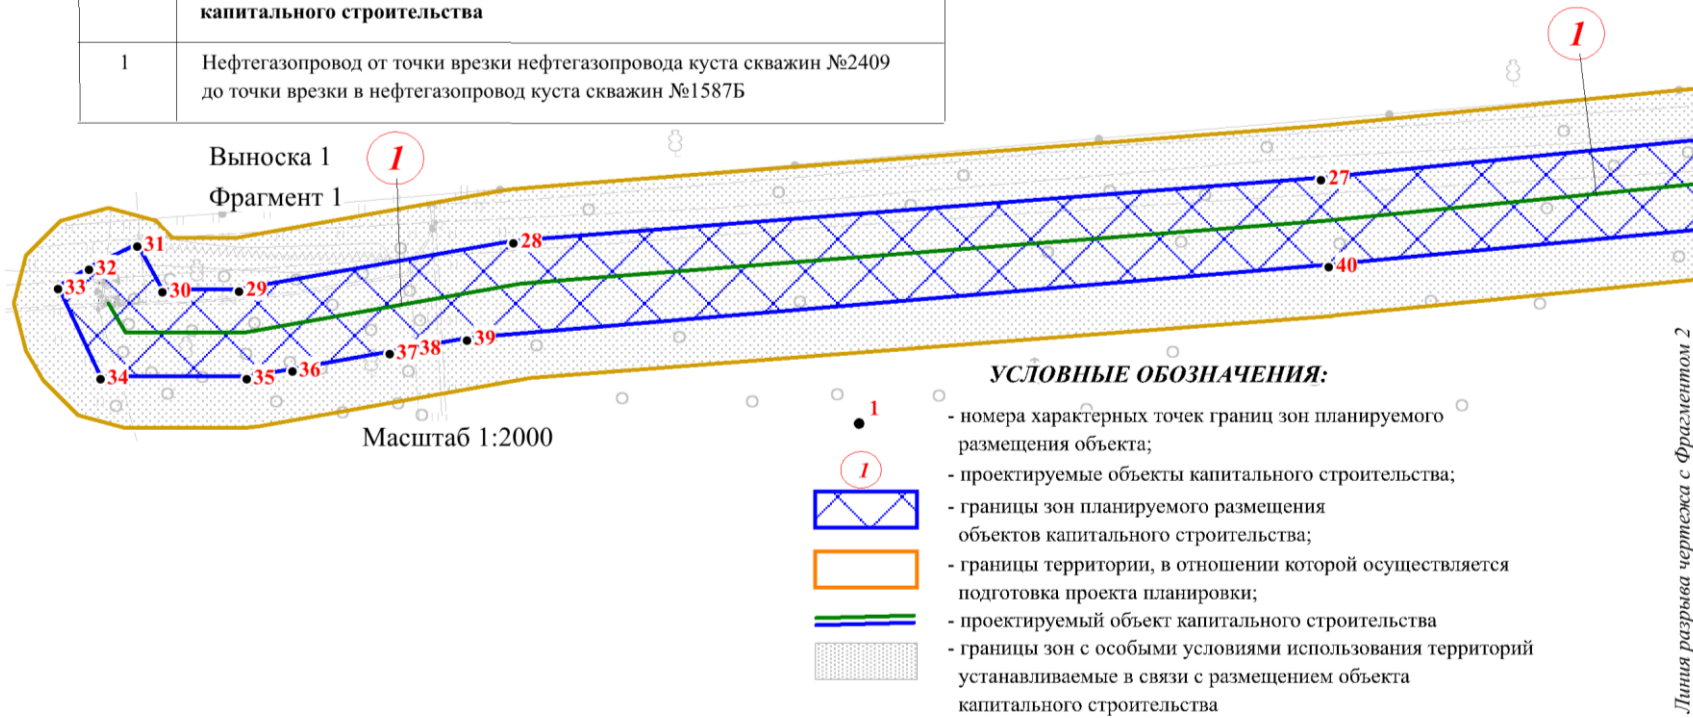 капитального строительства
1
Нефтегазопровод от точки врезки нефтегазопровода куста скважин №2409
до точки врезки в нефтегазопровод куста скважин №1587Б
1
Выноска 1
1
Фрагмент 1
27
31
28
32
33
30
29
40
39
37
38
36
34
35
Масштаб 1:2000
УСЛОВНЫЕ ОБОЗНАЧЕНИЯ:
1
- номера характерных точек границ зон планируемого
размещения объекта;
1
- проектируемые объекты капитального строительства;
- границы зон планируемого размещения
объектов капитального строительства;
- границы территории, в отношении которой осуществляется
подготовка проекта планировки;
- проектируемый объект капитального строительства
- границы зон с особыми условиями использования территорий
устанавливаемые в связи с размещением объекта
капитального строительства
Линия разрыва чертежа с Фрагментом 2